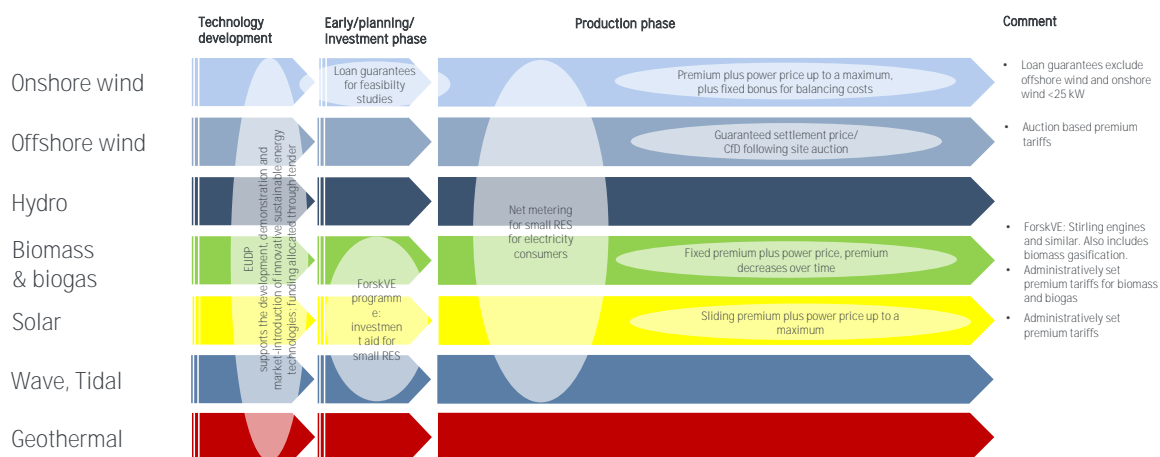 Technology
development
Early/planning/
investment phase
Production phase
Comment
Onshore wind
Loan guarantees
for feasibilty
studies
Premium plus power price up to a maximum,
plus fixed bonus for balancing costs
• Loan guarantees exclude
offshore wind and onshore
wind <25 kW
Offshore wind
Guaranteed settlement price/
CfD following site auction
• Auction based premium
tariffs
Hydro
EUDP
supports the development, demonstration and
market-introduction of innovative sustainable energy
technologies; funding allocated through tender
Net metering
for small RES
for electricity
consumers
Biomass
& biogas
Fixed premium plus power price, premium
decreases over time
• ForskVE: Stirling engines
and similar. Also includes
biomass gasification.
• Administratively set
premium tariffs for biomass
and biogas
Solar
ForskVE
programm
e:
investmen
t aid for
small RES
Sliding premium plus power price up to a
maximum
• Administratively set
premium tariffs
Wave, Tidal
Geothermal